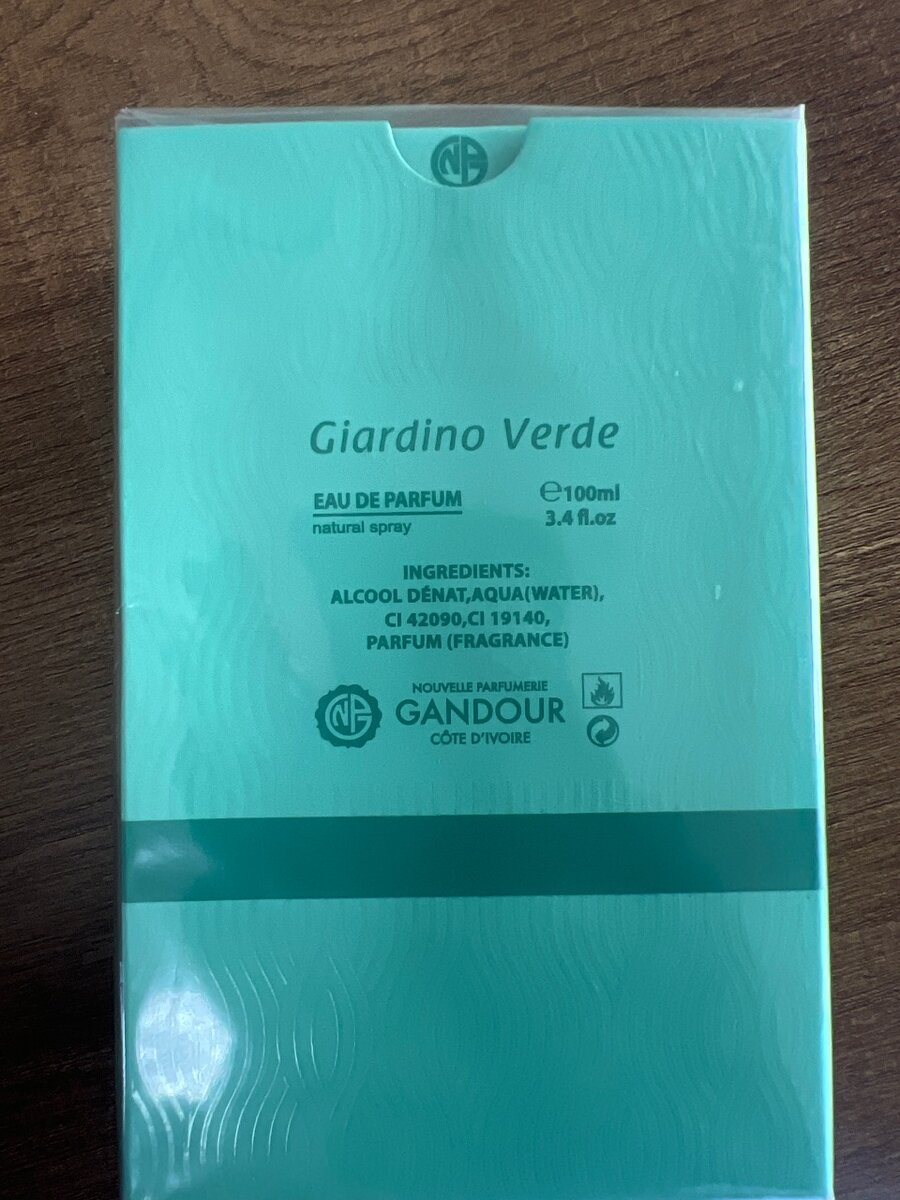 Giardino Verde
EAU DE PARFUM
natural spray
℮100ml
3.4 fl.oz
INGREDIENTS:
ALCOOL DÉNAT,AQUA(WATER),
CI 42090,CI 19140,
PARFUM (FRAGRANCE)
NOUVELLE PARFUMERIE
GANDOUR
CÔTE D'IVOIRE